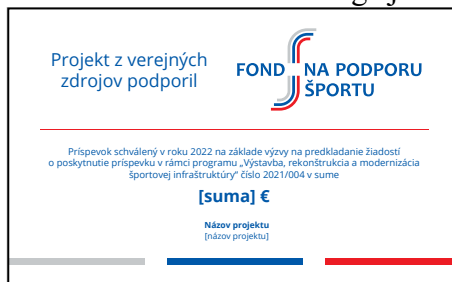 Projekt z verejných
zdrojov podporil
FOND NA PODPORU
ŠPORTU
Príspevok schválený v roku 2022 na základe výzvy na predkladanie žiadostí
o poskytnutie príspevku v rámci programu „Výstavba, rekonštrukcia a modernizácia
športovej infraštruktúry“ číslo 2021/004 v sume
[suma] €
Názov projektu
[názov projektu]